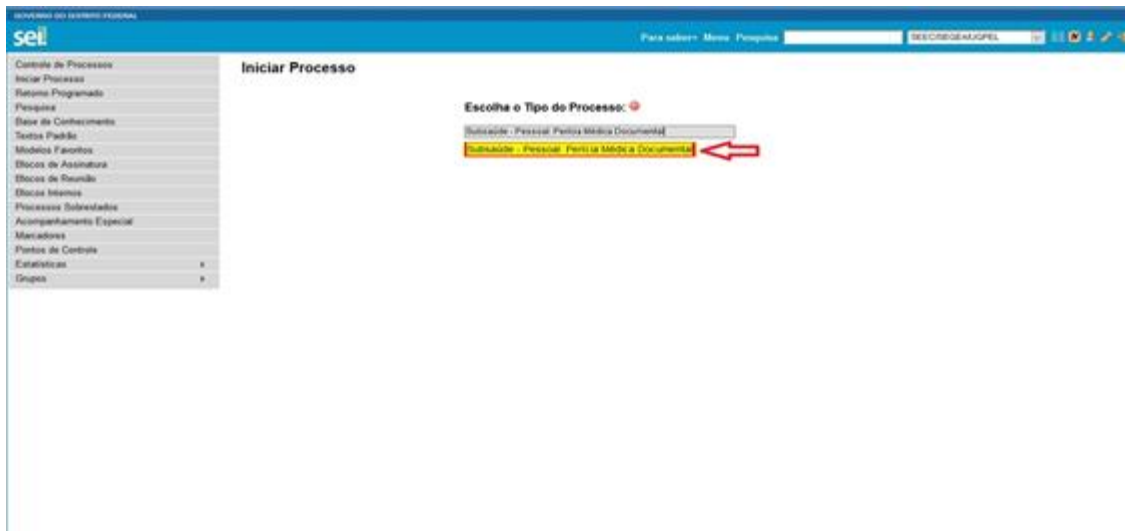 GOVERNO DO DISTRITO FEDERAL
sei!
Para saber+ Menu Pesquisa
SEEC/SEGEA/UGPEL
Controle de Processos
Iniciar Processo
Retorno Programado
Pesquisa
Base de Conhecimento
Textos Padrão
Modelos Favoritos
Blocos de Assinatura
Blocos de Reunião
Blocos Internos
Processos Sobrestados
Acompanhamento Especial
Marcadores
Pontos de Controle
Estatísticas
Grupos
Iniciar Processo
Escolha o Tipo do Processo:
Subsaúde - Pessoal: Perícia Médica Documental
Subsaúde - Pessoal: Perícia Médica Documental